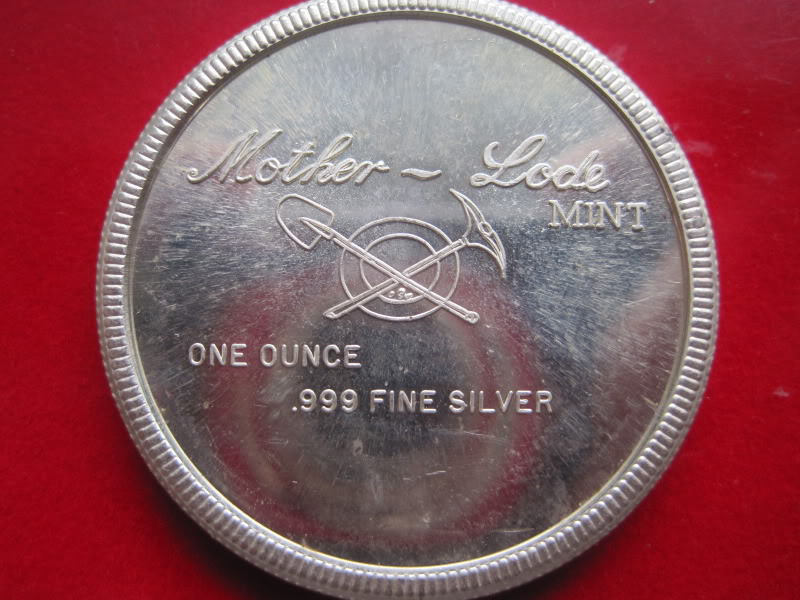 Mother ~ Lode
MINT
ONE OUNCE
.999 FINE SILVER